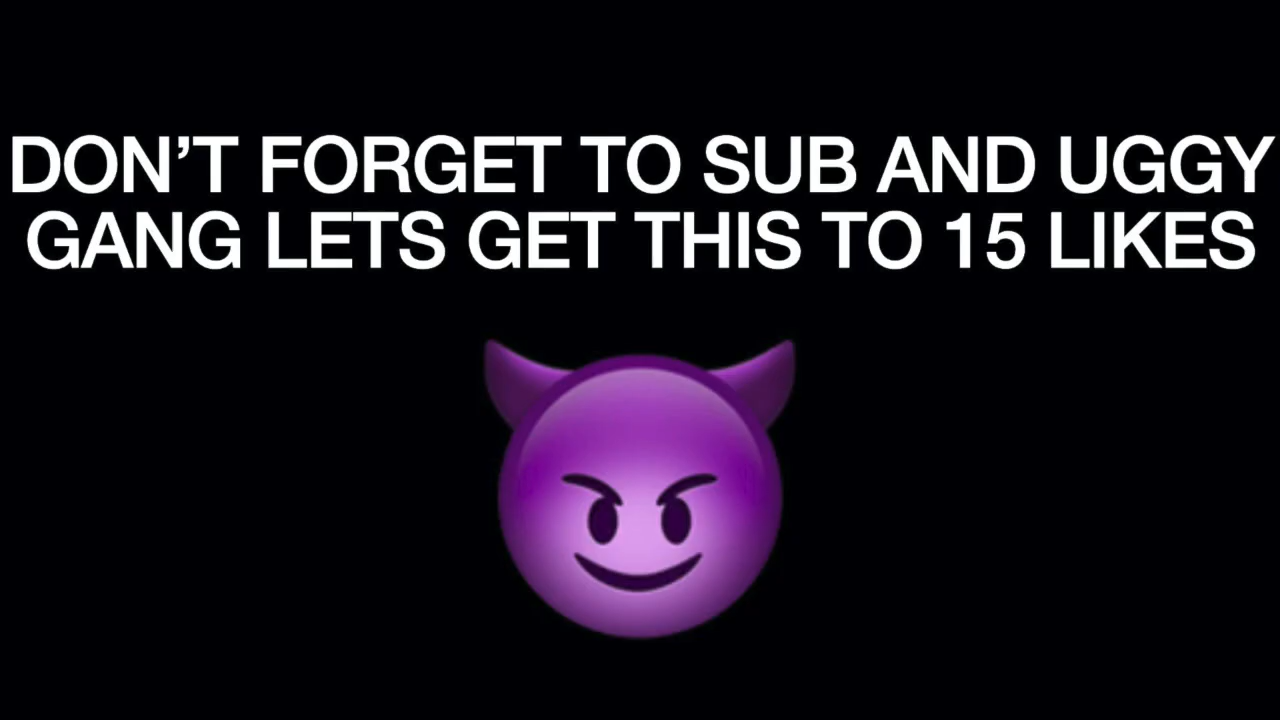 DON’T FORGET TO SUB AND UGGY
GANG LETS GET THIS TO 15 LIKES